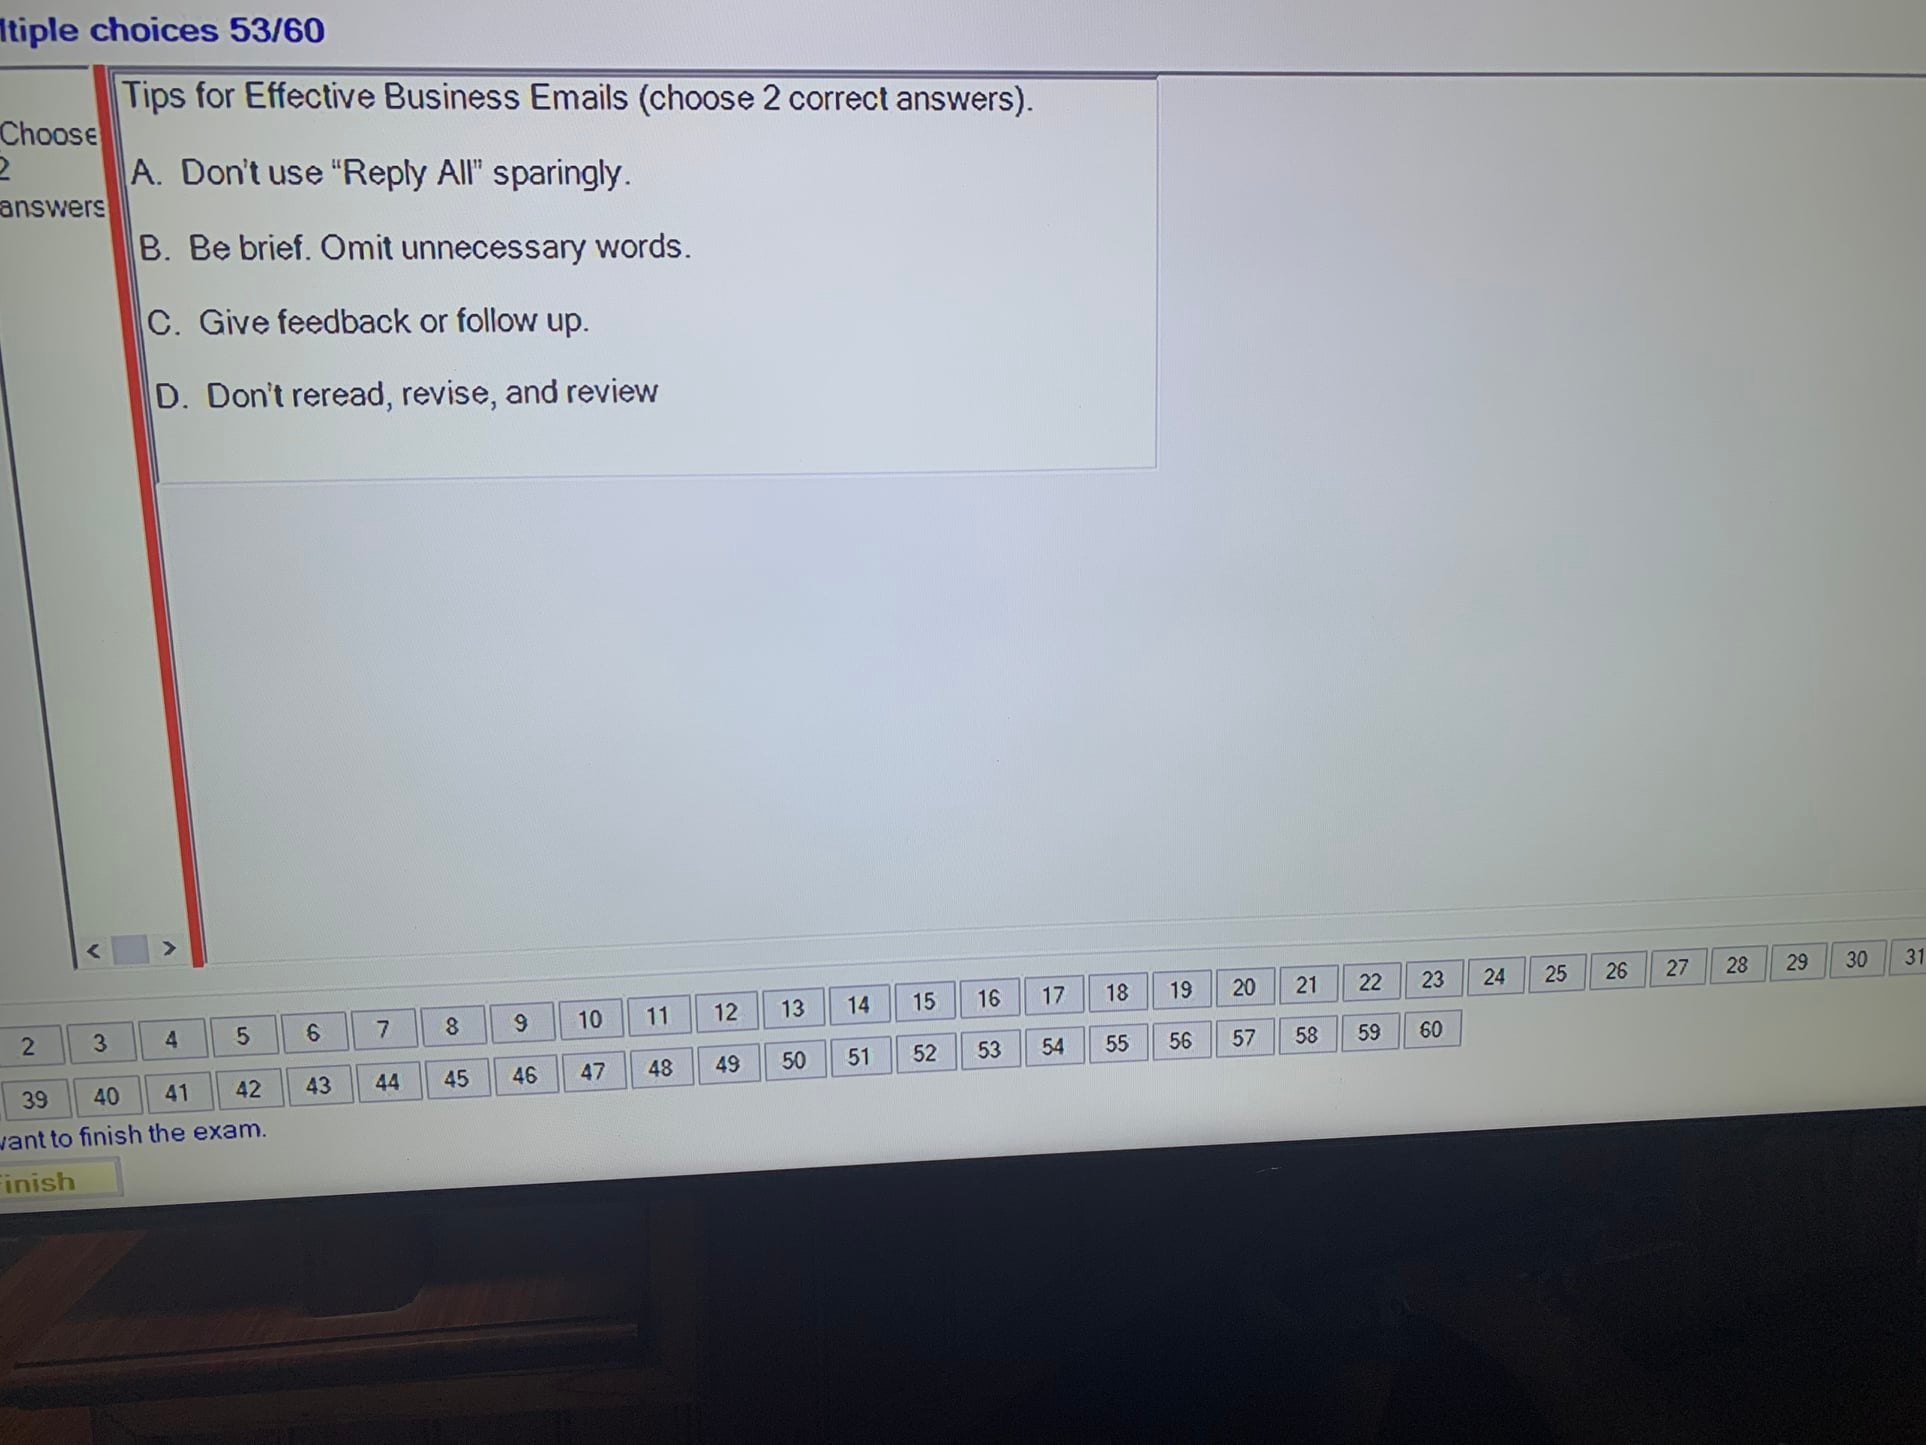 ltiple choices 53/60
Choose
2
answers
Tips for Effective Business Emails (choose 2 correct answers).
A. Don't use “Reply All” sparingly.
B. Be brief. Omit unnecessary words.
C. Give feedback or follow up.
D. Don't reread, revise, and review
< >
2 3 4 5 6 7 8 9 10 11 12 13 14 15 16 17 18 19 20 21 22 23 24 25 26 27 28 29 30 31
39 40 41 42 43 44 45 46 47 48 49 50 51 52 53 54 55 56 57 58 59 60
want to finish the exam.
Finish